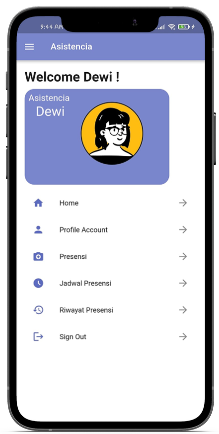 Asistencia
Welcome Dewi !
Asistencia
Dewi
Home
Profile Account
Presensi
Jadwal Presensi
Riwayat Presensi
Sign Out